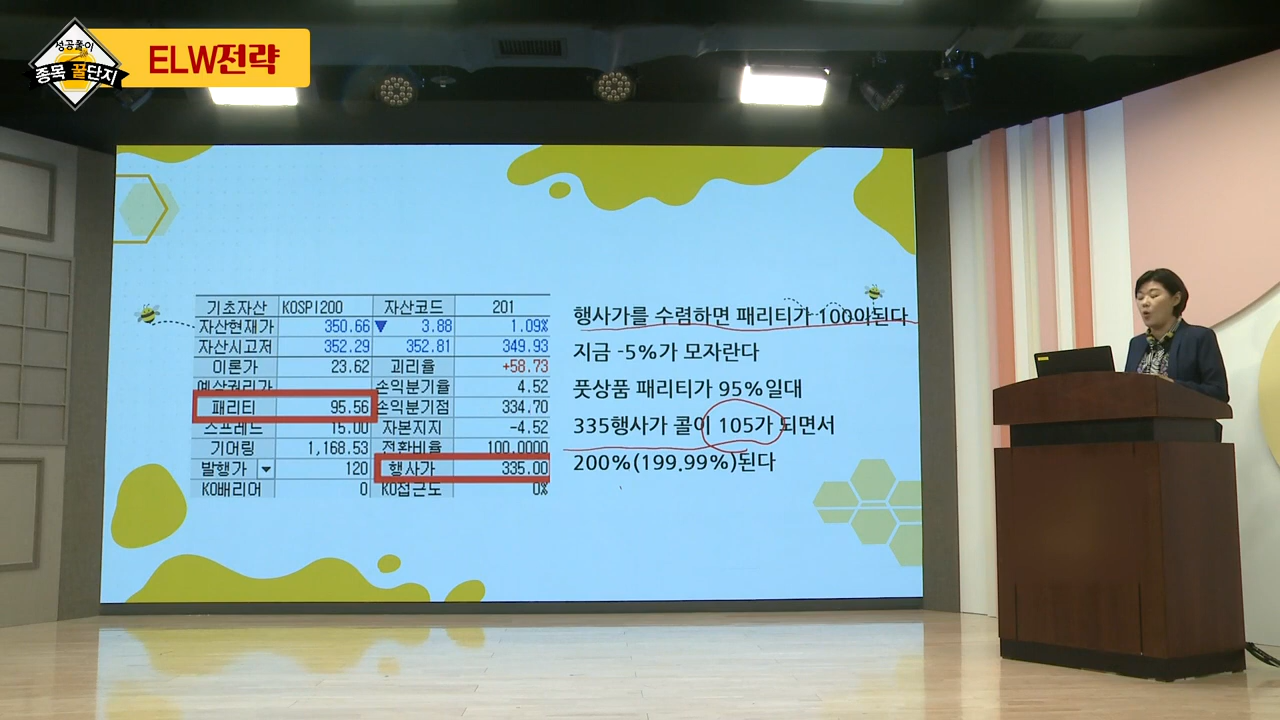 성공풀이
종목 꿀단지
ELW전략
기초자산 KOSPI200 자산코드 201
자산현재가 350.66 ▼ 3.88 1.09%
자산시고저 352.29 352.81 349.93
이론가 23.62 괴리율 +58.73
예상권리가 손익분기율 4.52
패리티 95.56 손익분기점 334.70
스프레드 15.00 자본지지 -4.52
기어링 1,168.53 전환비율 100.0000
발행가 120 행사가 335.00
KO배리어 0 KO접근도 0%
행사가를 수렴하면 패리티가 100이된다
지금 -5%가 모자란다
풋상품 패리티가 95%일대
335행사가 콜이 105가 되면서
200%(199.99%)된다